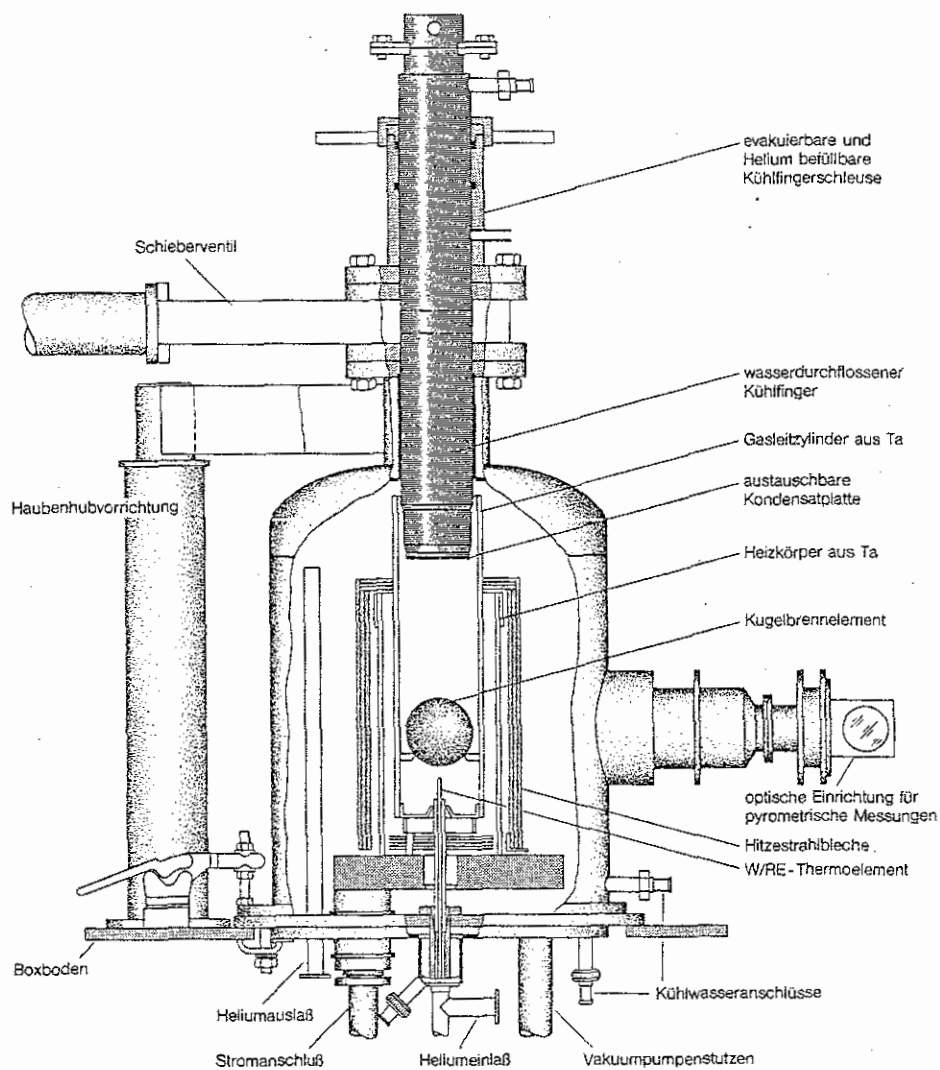 evakuierbare und
Helium befüllbare
Kühlfingerschleuse
Schieberventil
wasserdurchflossener
Kühlfinger
Gasleitzylinder aus Ta
austauschbare
Kondensatplatte
Haubenhubvorrichtung
Heizkörper aus Ta
Kugelbrennelement
optische Einrichtung für
pyrometrische Messungen
Hitzestrahlbleche
W/RE-Thermoelement
Boxboden
Kühlwasseranschlüsse
Heliumauslaß
Stromanschluß
Heliumeinlaß
Vakuumpumpenstutzen